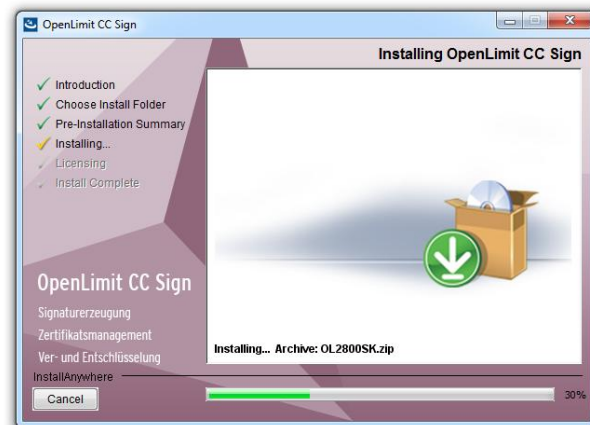 OpenLimit CC Sign
Installing OpenLimit CC Sign
Introduction
Choose Install Folder
Pre-Installation Summary
Installing...
Licensing
Install Complete
OpenLimit CC Sign
Signaturerzeugung
Zertifikatsmanagement
Ver- und Entschlüsselung
Installing... Archive: OL2800SK.zip
InstallAnywhere
Cancel
30%